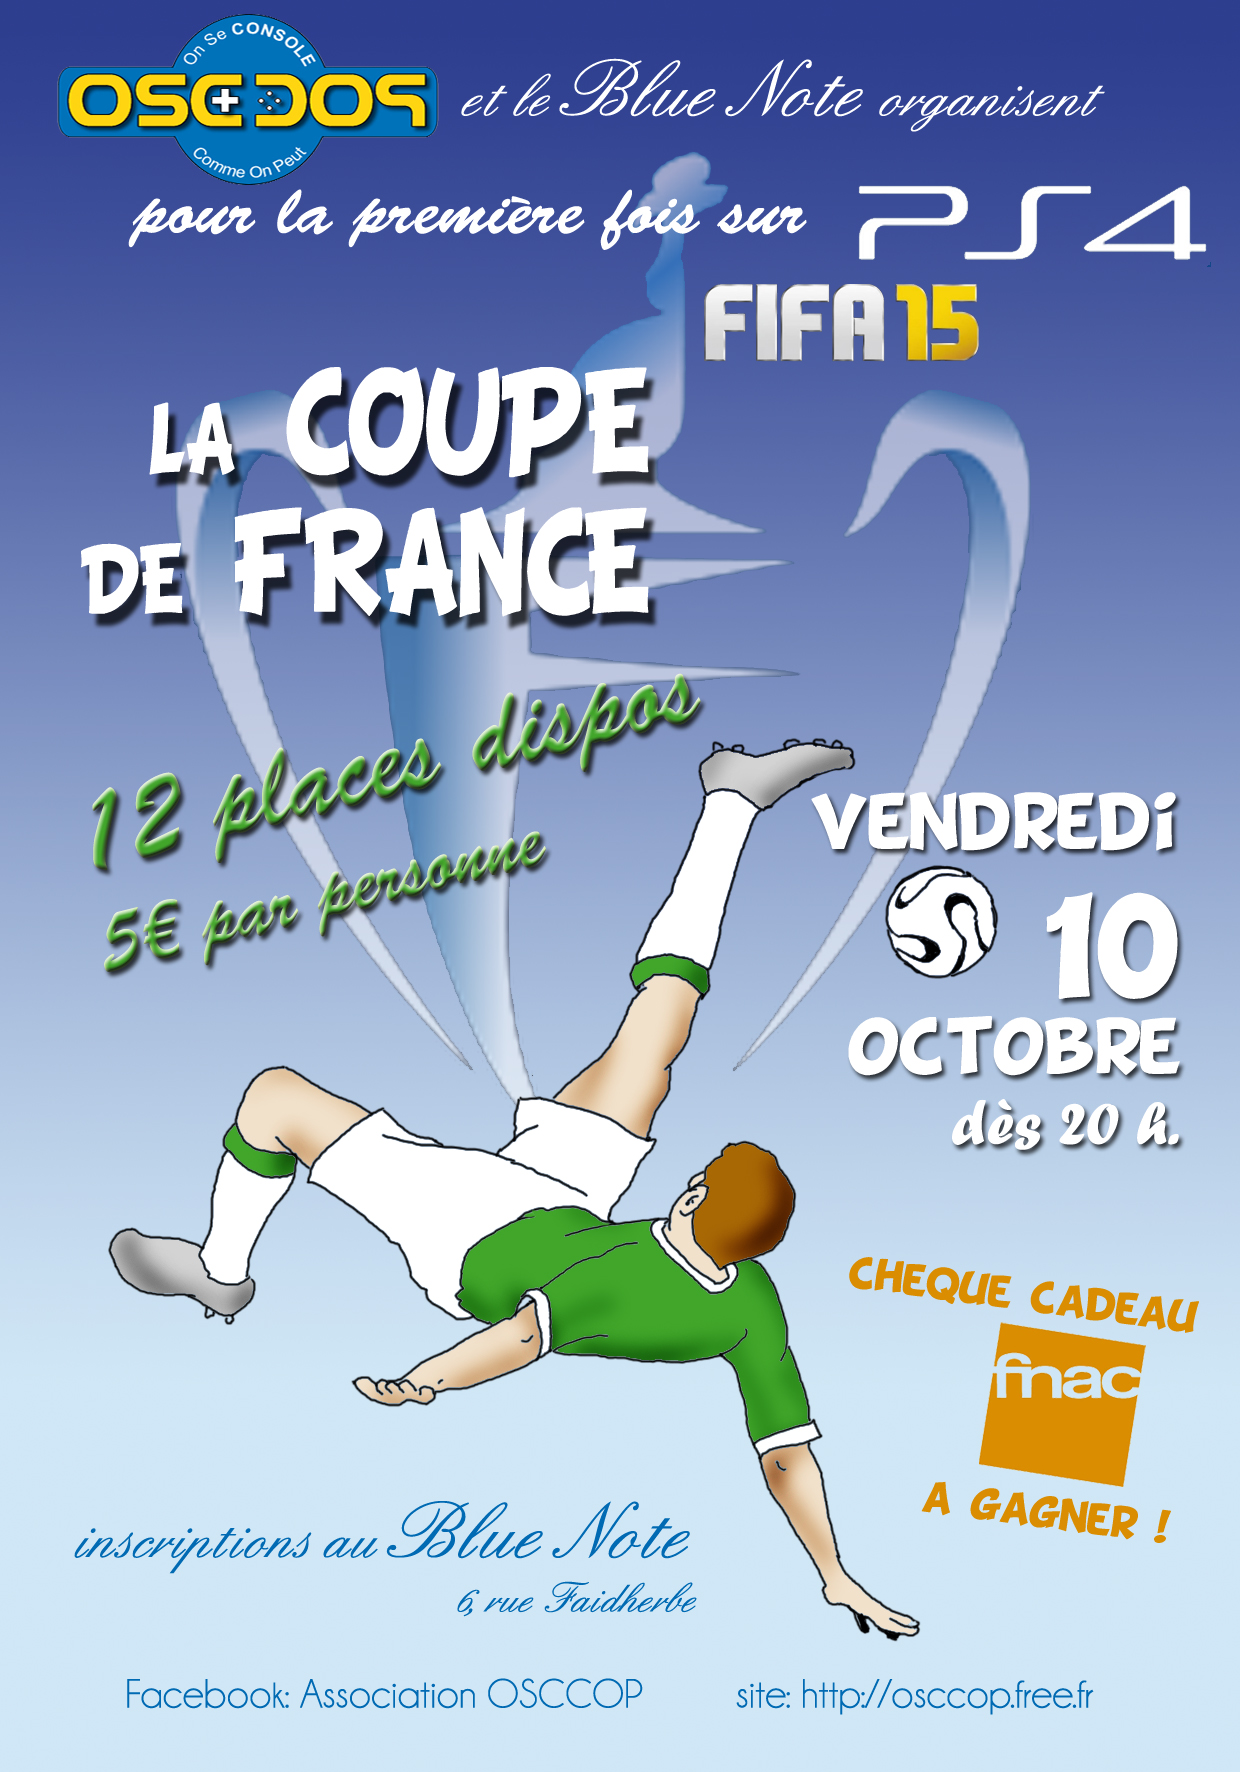 On Se CONSOLE
OSCCOP
Comme On Peut
et le Blue Note organisent
pour la première fois sur PS4
FIFA 15
LA COUPE
DE FRANCE
12 places dispos
5€ par personne
VENDREDI
10
OCTOBRE
dès 20 h.
CHEQUE CADEAU
fnac
A GAGNER !
inscriptions au Blue Note
6, rue Faidherbe
Facebook: Association OSCCOP
site: http://osccop.free.fr